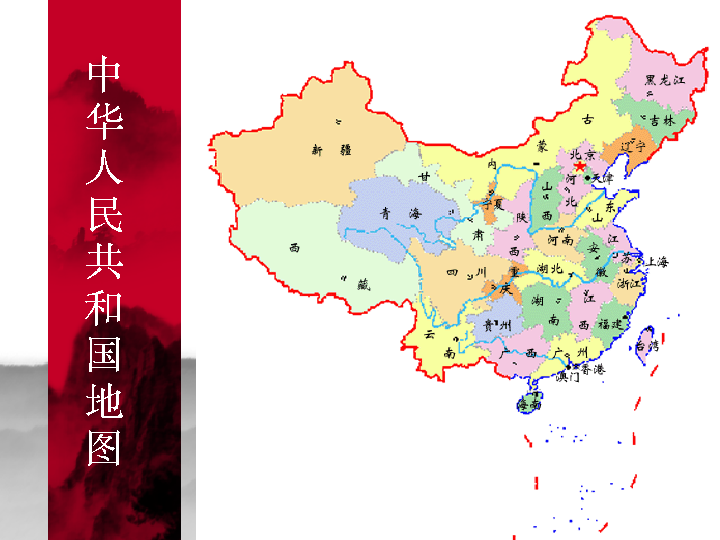 中华人民共和国地图
黑龙江
吉林
辽宁
古
蒙
内
北京
天津
河
北
新疆
甘
肃
宁夏
山
西
山
东
青海
陕
西
河南
江
苏
安
徽
上海
西
藏
四川
重
庆
湖北
浙江
湖
南
江
西
贵州
福建
云
南
广西
广州
台湾
香港
澳门
海南